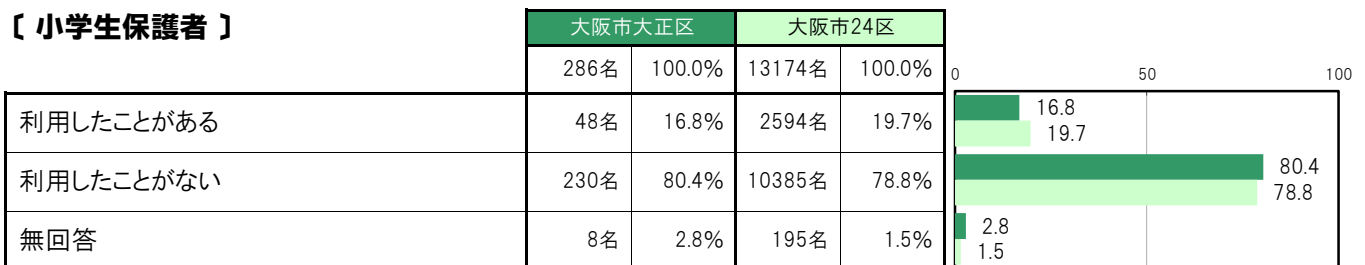 〔 小学生保護者 〕
大阪市大正区 大阪市24区
286名 100.0% 13174名 100.0%
0 50 100
利用したことがある 48名 16.8% 2594名 19.7%
16.8
19.7
利用したことがない 230名 80.4% 10385名 78.8%
80.4
78.8
無回答 8名 2.8% 195名 1.5%
2.8
1.5